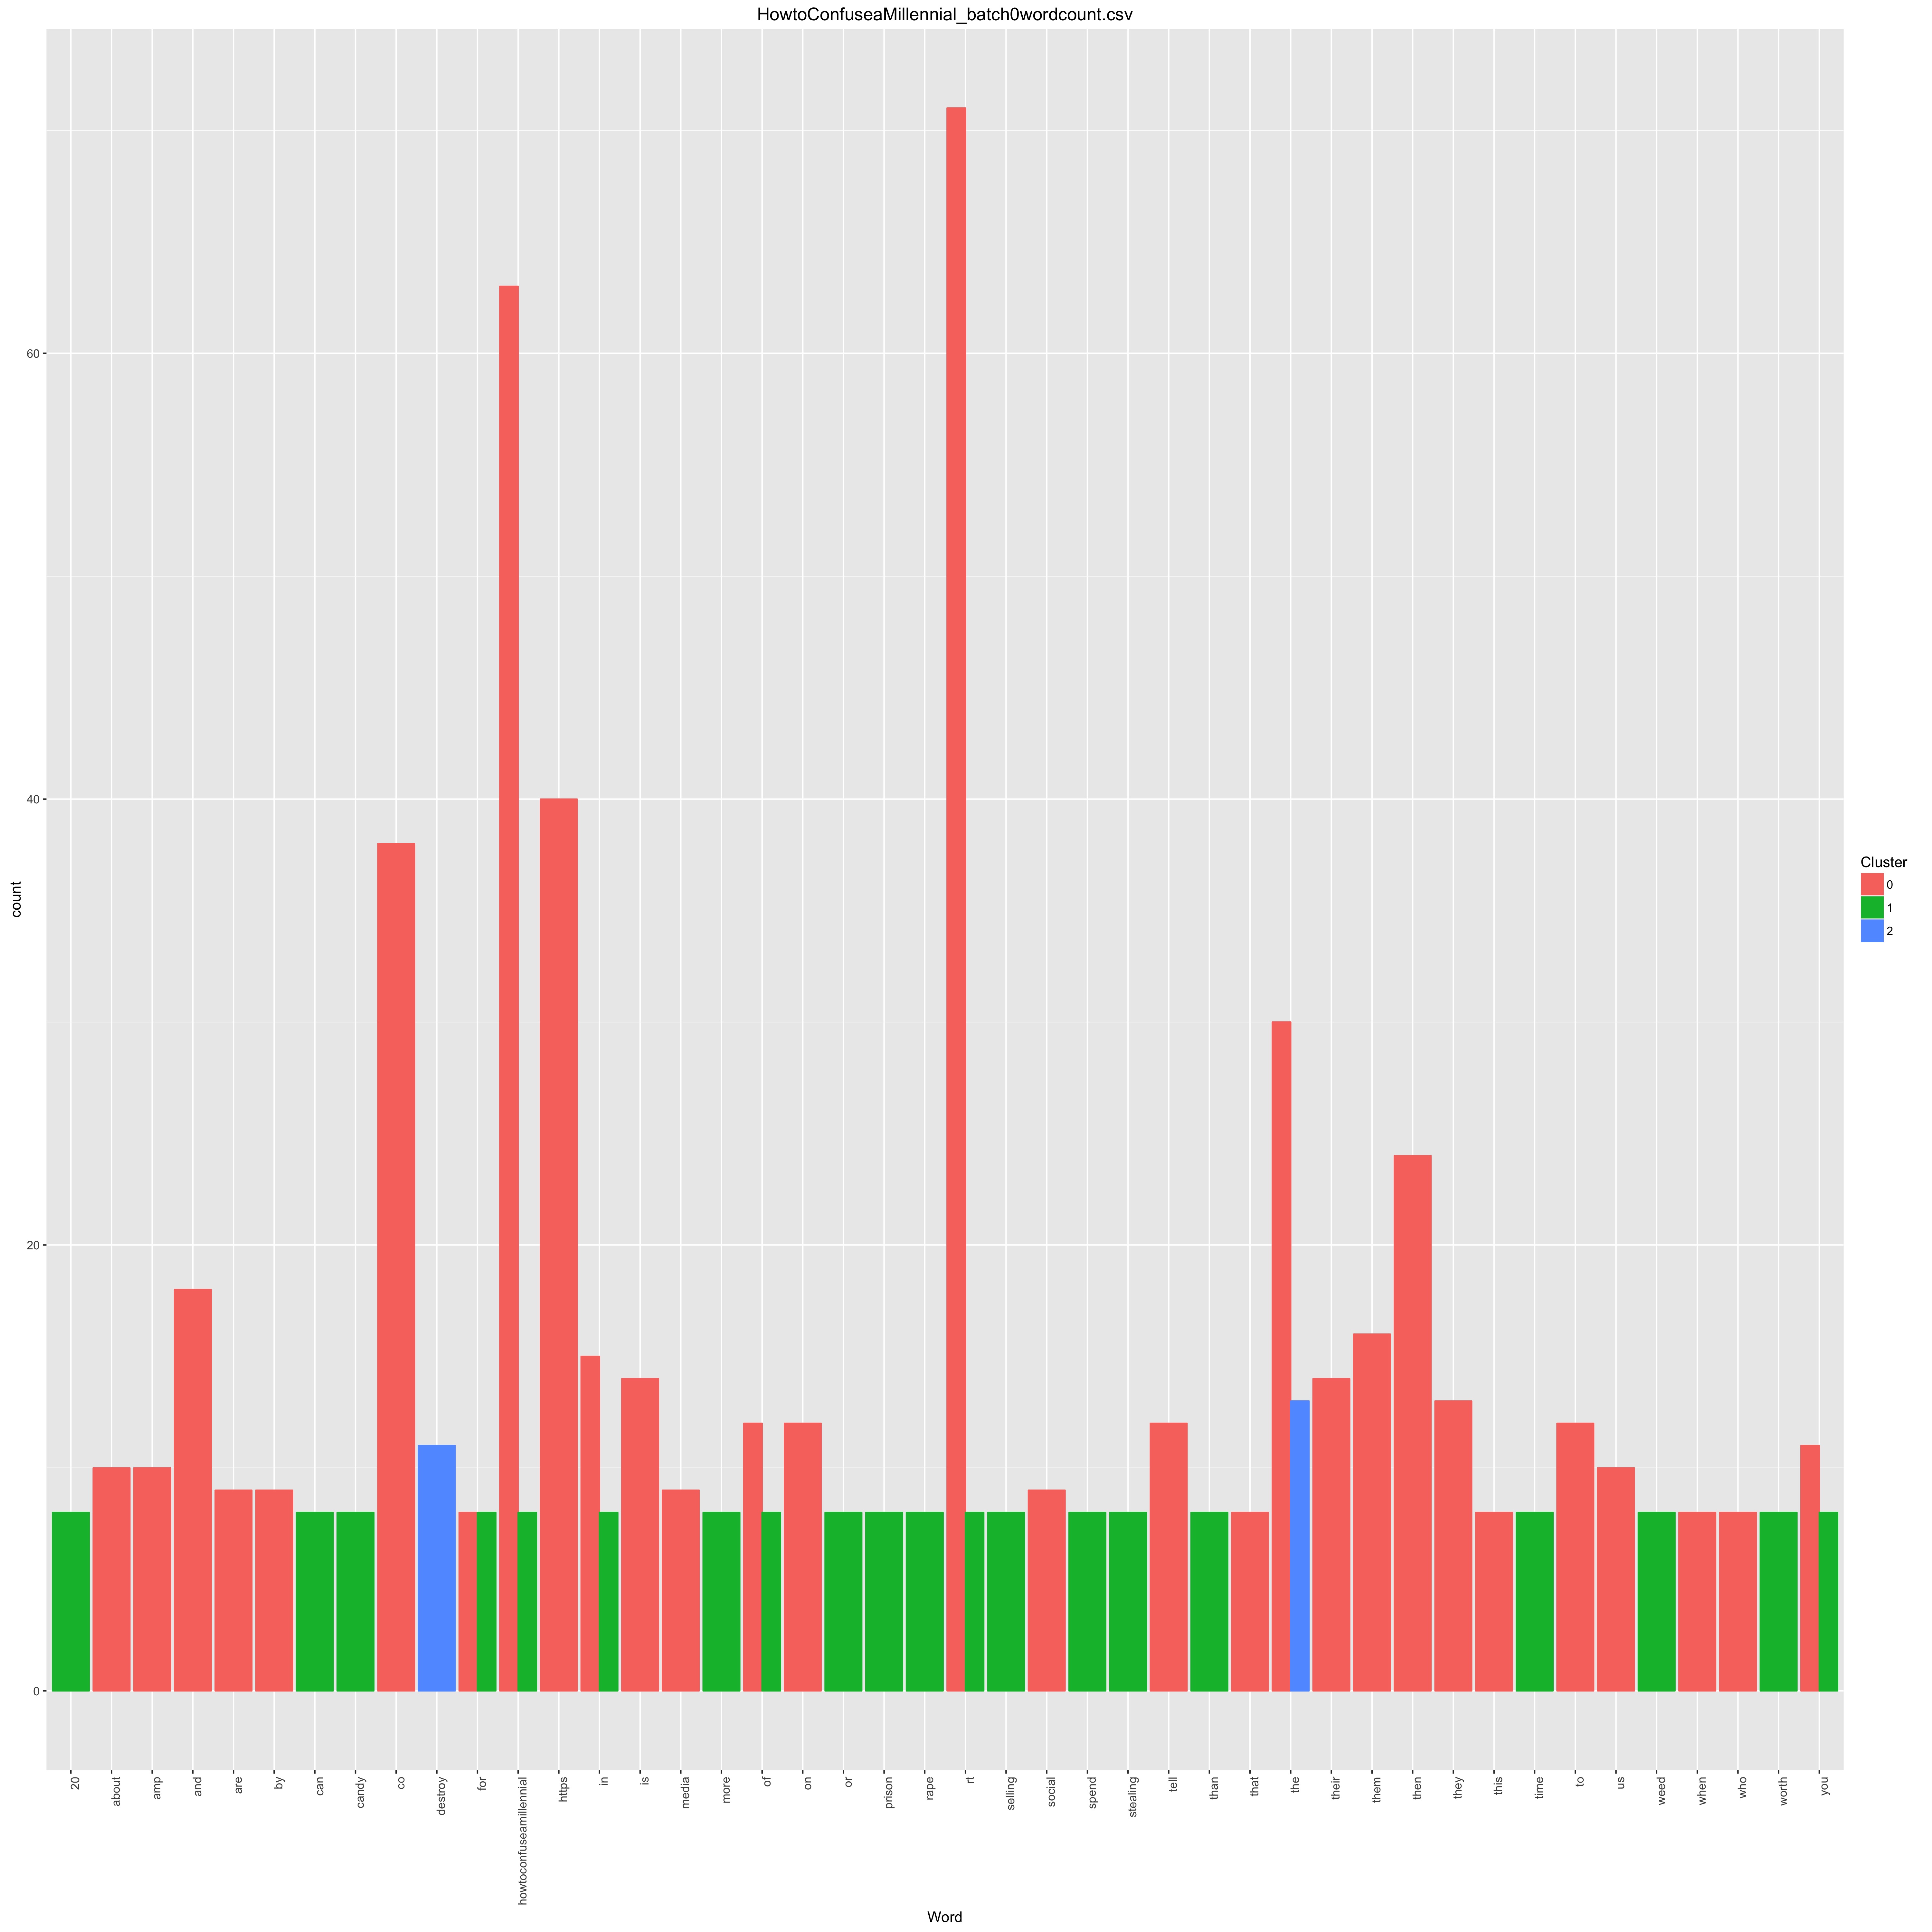 HowtoConfuseaMillennial_batch0wordcount.csv
60
40
20
0
count
20
about
amp
and
are
by
can
candy
co
destroy
for
howtoconfuseamillennial
https
in
is
media
more
of
on
or
prison
rape
rt
selling
social
spend
stealing
tell
than
that
the
their
them
then
they
this
time
to
us
weed
when
who
worth
you
Word
Cluster
0
1
2